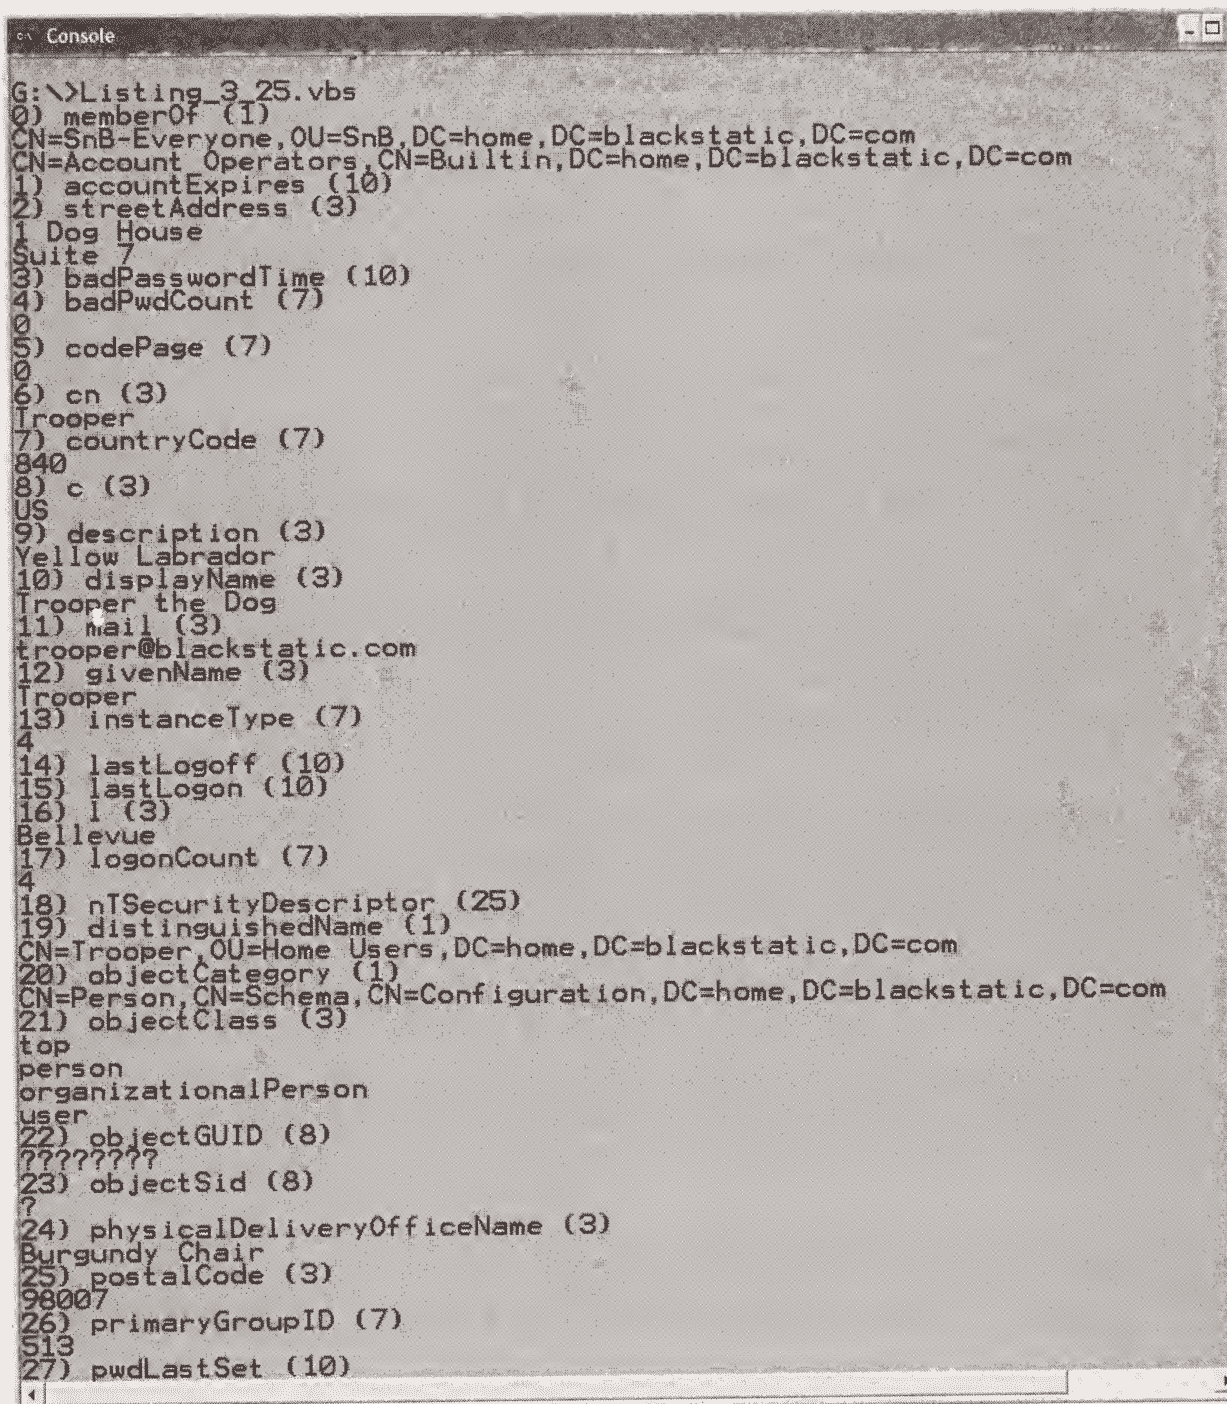 Console
G:\>Listing_3_25.vbs
0) memberOf (1)
CN=SnB-Everyone,OU=SnB,DC=home,DC=blackstatic,DC=com
CN=Account Operators,CN=Builtin,DC=home,DC=blackstatic,DC=com
1) accountExpires (10)
2) streetAddress (3)
1 Dog House
Suite 7
3) badPasswordTime (10)
4) badPwdCount (7)
0
5) codePage (7)
0
6) cn (3)
Trooper
7) countryCode (7)
840
8) c (3)
US
9) description (3)
Yellow Labrador
10) displayName (3)
Trooper the Dog
11) mail (3)
trooper@blackstatic.com
12) givenName (3)
Trooper
13) instanceType (7)
4
14) lastLogoff (10)
15) lastLogon (10)
16) l (3)
Bellevue
17) logonCount (7)
4
18) nTSecurityDescriptor (25)
19) distinguishedName (1)
CN=Trooper,OU=Home Users,DC=home,DC=blackstatic,DC=com
20) objectCategory (1)
CN=Person,CN=Schema,CN=Configuration,DC=home,DC=blackstatic,DC=com
21) objectClass (3)
top
person
organizationalPerson
user
22) objectGUID (8)
????????
23) objectSid (8)
?
24) physicalDeliveryOfficeName (3)
Burgundy Chair
25) postalCode (3)
98007
26) primaryGroupID (7)
513
27) pwdLastSet (10)